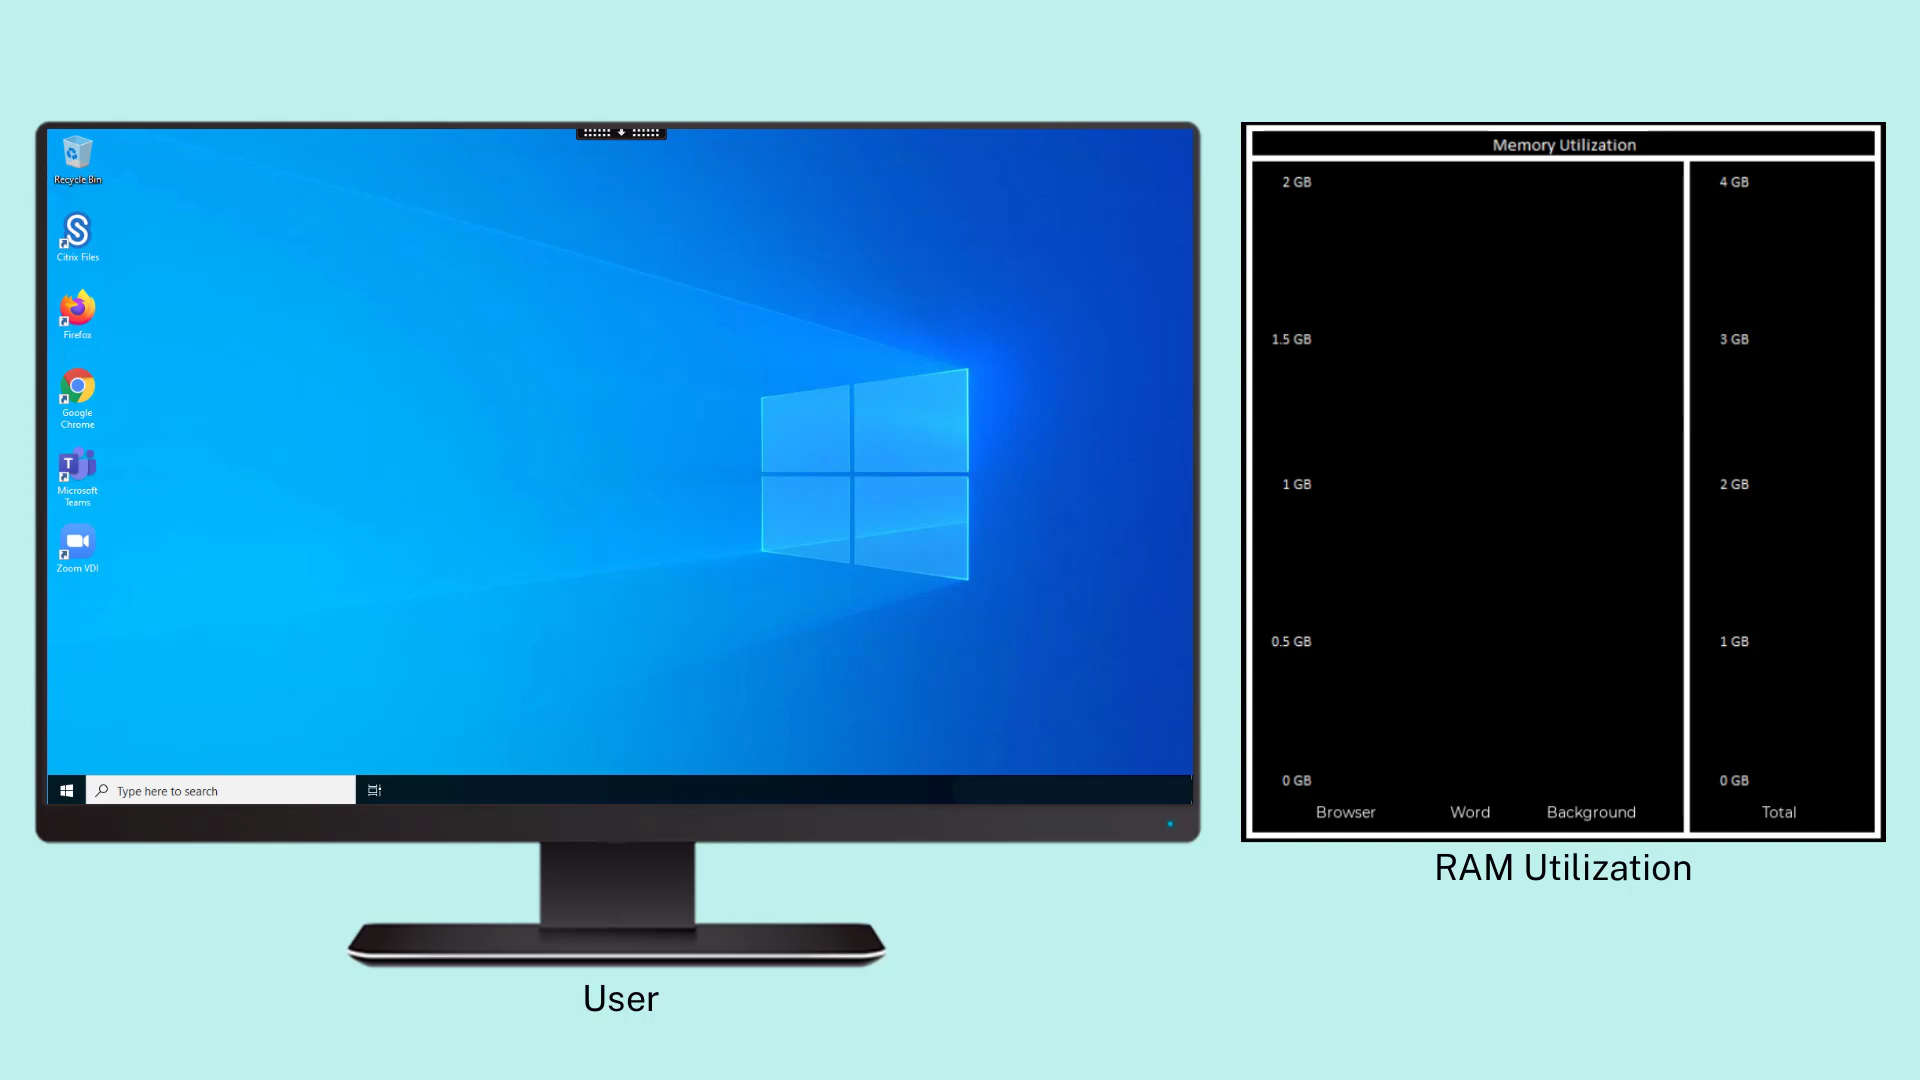 Recycle Bin
Citrix Files
Firefox
Google
Chrome
Microsoft
Teams
Zoom VDI
Type here to search
User
Memory Utilization
2 GB
1.5 GB
1 GB
0.5 GB
0 GB
Browser
Word
Background
4 GB
3 GB
2 GB
1 GB
0 GB
Total
RAM Utilization